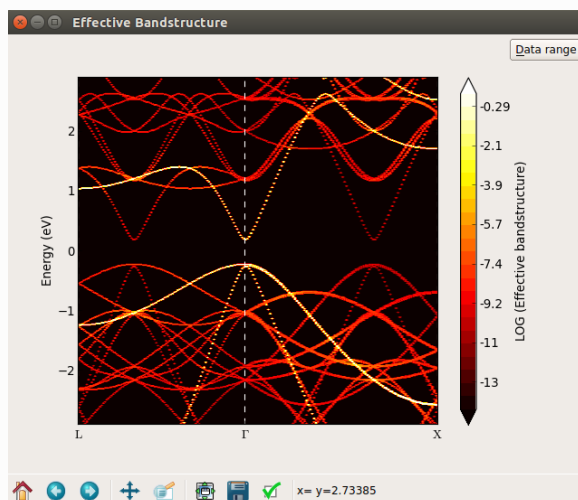 Effective Bandstructure
Data range
-0.29
-2.1
-3.9
-5.7
-7.4
-9.2
-11
-13
LOG (Effective bandstructure)
2
1
0
−1
−2
Energy (eV)
L Γ X
x= y=2.73385